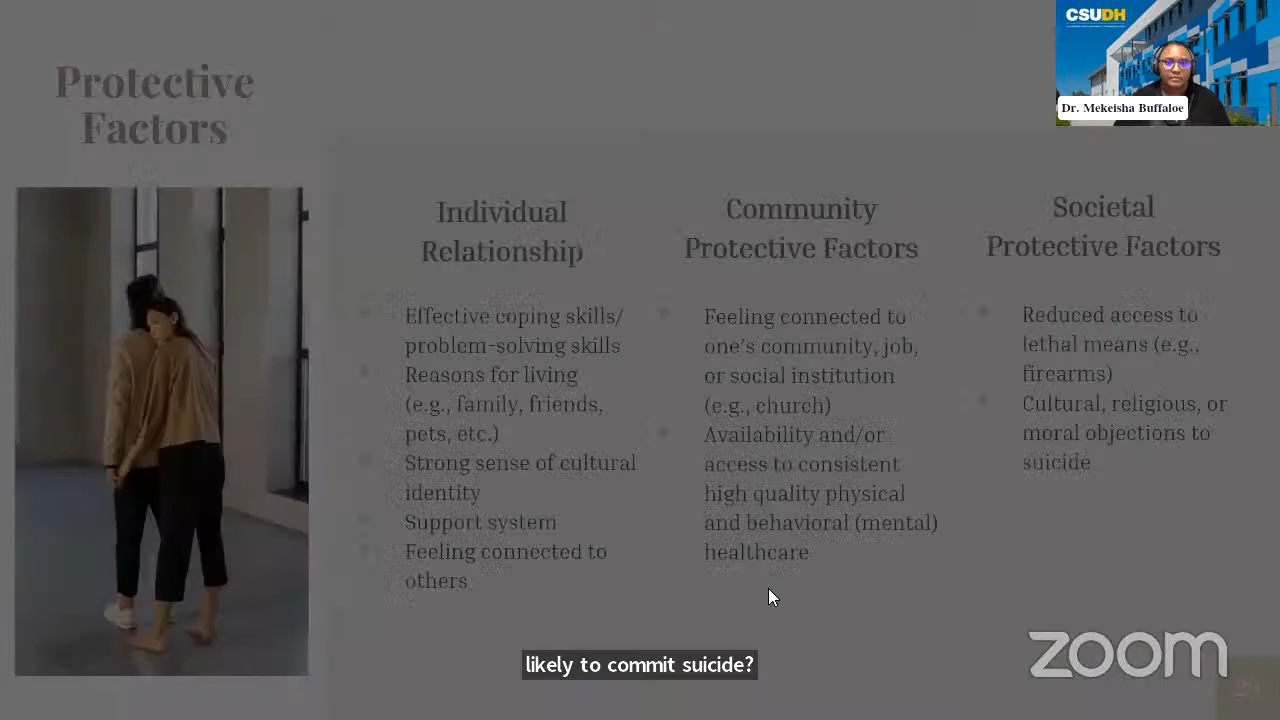 CSUDH
Dr. Mekeisha Buffaloe
Protective
Factors
Individual
Relationship
Effective coping skills/
problem-solving skills
Reasons for living
(e.g., family, friends,
pets, etc.)
Strong sense of cultural
identity
Support system
Feeling connected to
others
Community
Protective Factors
Feeling connected to
one's community, job,
or social institution
(e.g., church)
Availability and/or
access to consistent
high quality physical
and behavioral (mental)
healthcare
Societal
Protective Factors
Reduced access to
lethal means (e.g.,
firearms)
Cultural, religious, or
moral objections to
suicide
likely to commit suicide?
zoom